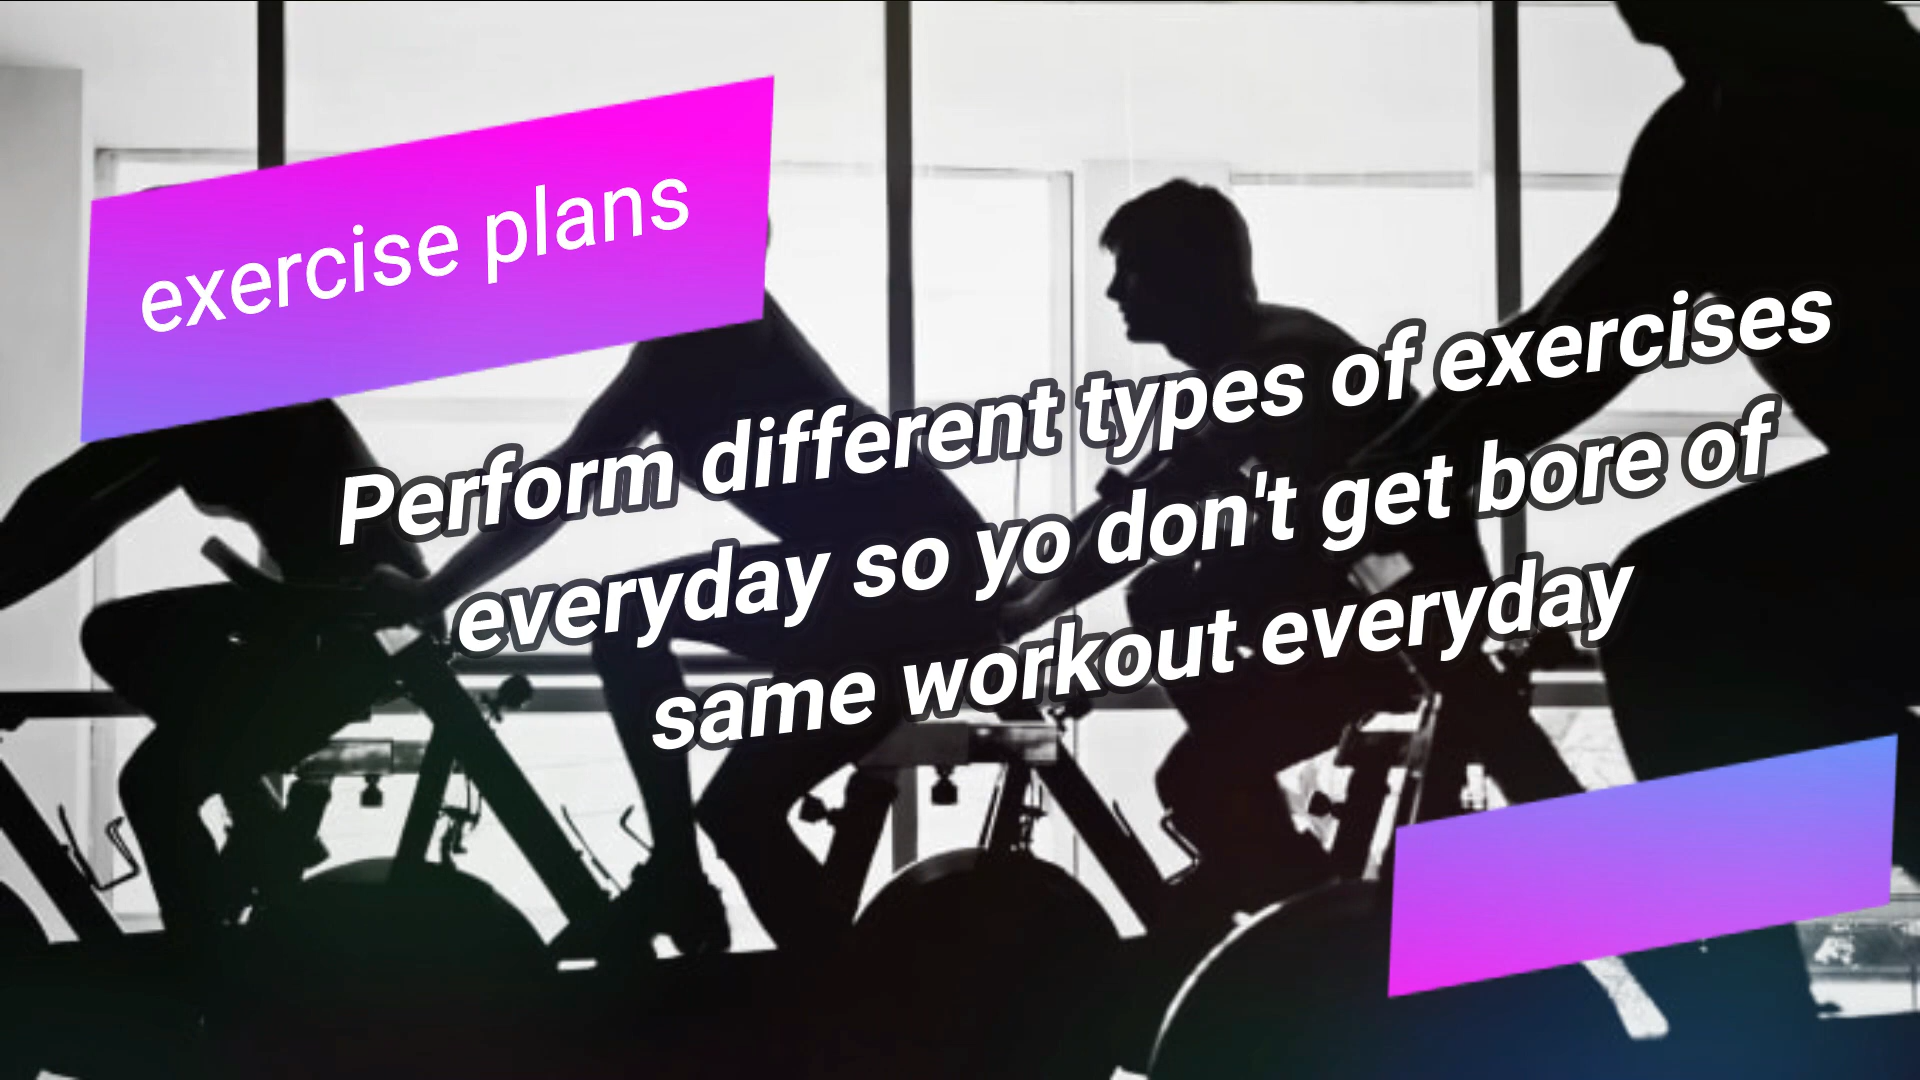 exercise plans
Perform different types of exercises
everyday so yo don't get bore of
same workout everyday